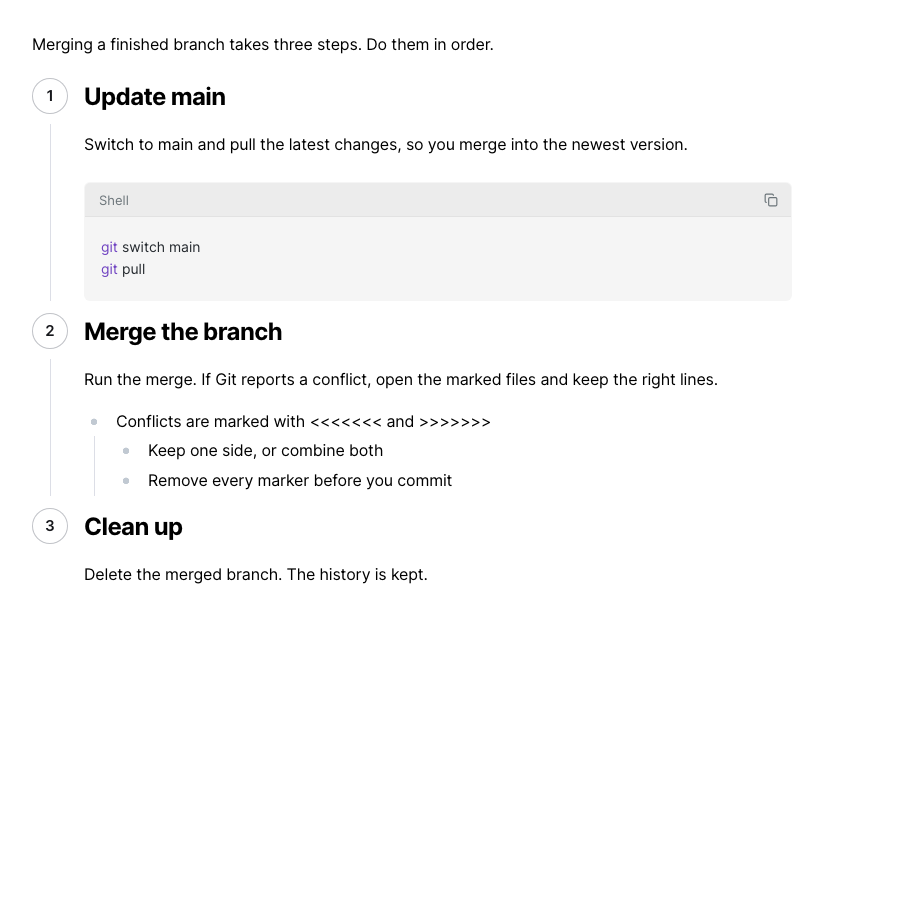 Merging a finished branch takes three steps. Do them in order.
1 Update main
Switch to main and pull the latest changes, so you merge into the newest version.
Shell
git switch main
git pull
2 Merge the branch
Run the merge. If Git reports a conflict, open the marked files and keep the right lines.
Conflicts are marked with <<<<<<< and >>>>>>>
Keep one side, or combine both
Remove every marker before you commit
3 Clean up
Delete the merged branch. The history is kept.